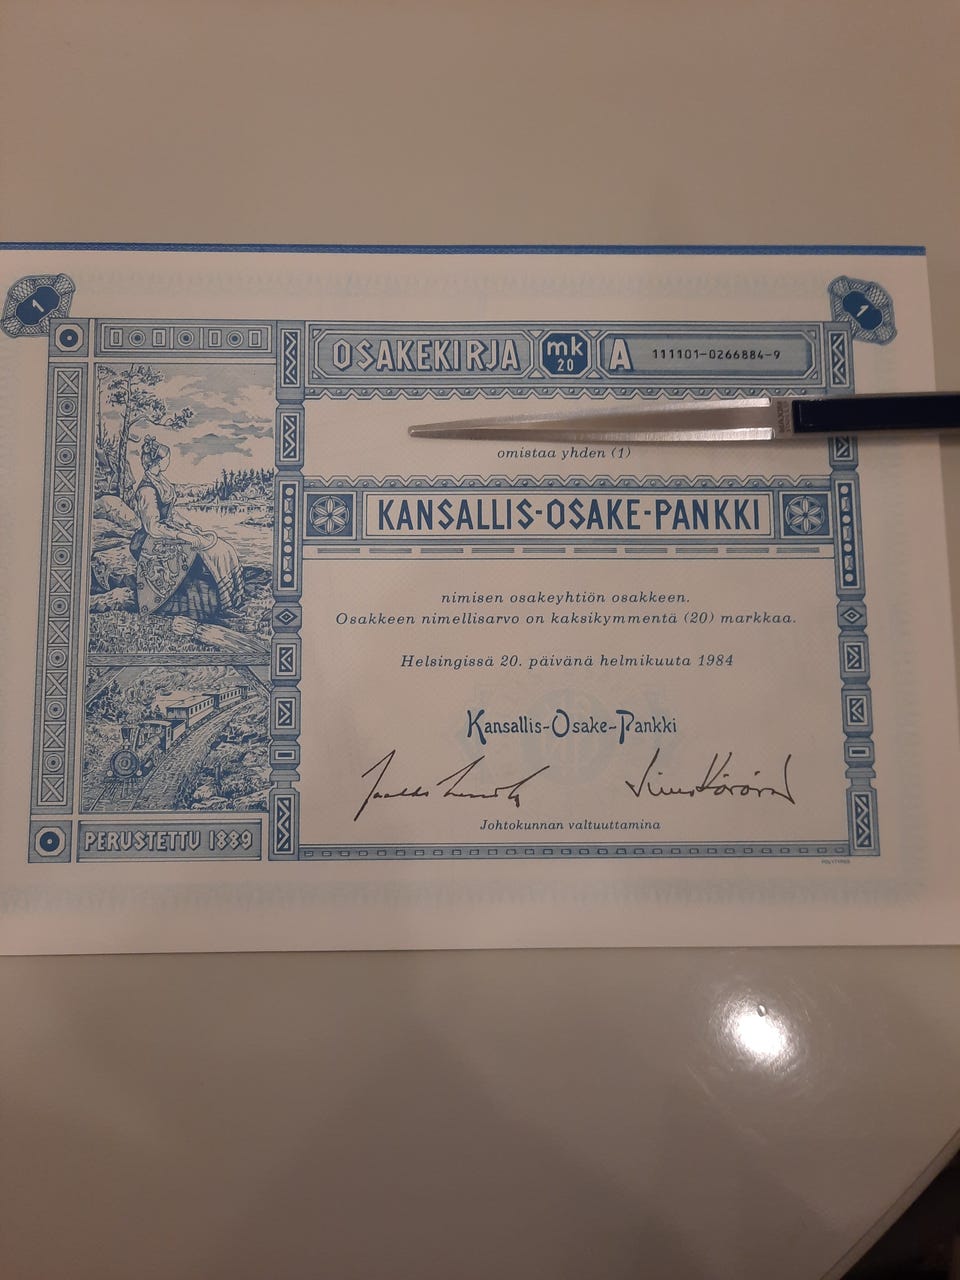 1
1
OSAKEKIRJA mk 20 A 111101-0266884-9
omistaa yhden (1)
KANSALLIS-OSAKE-PANKKI
nimisen osakeyhtiön osakkeen.
Osakkeen nimellisarvo on kaksikymmentä (20) markkaa.
Helsingissä 20. päivänä helmikuuta 1984
Kansallis-Osake-Pankki
Johtokunnan valtuuttamina
PERUSTETTU 1889
POLYTYPOS